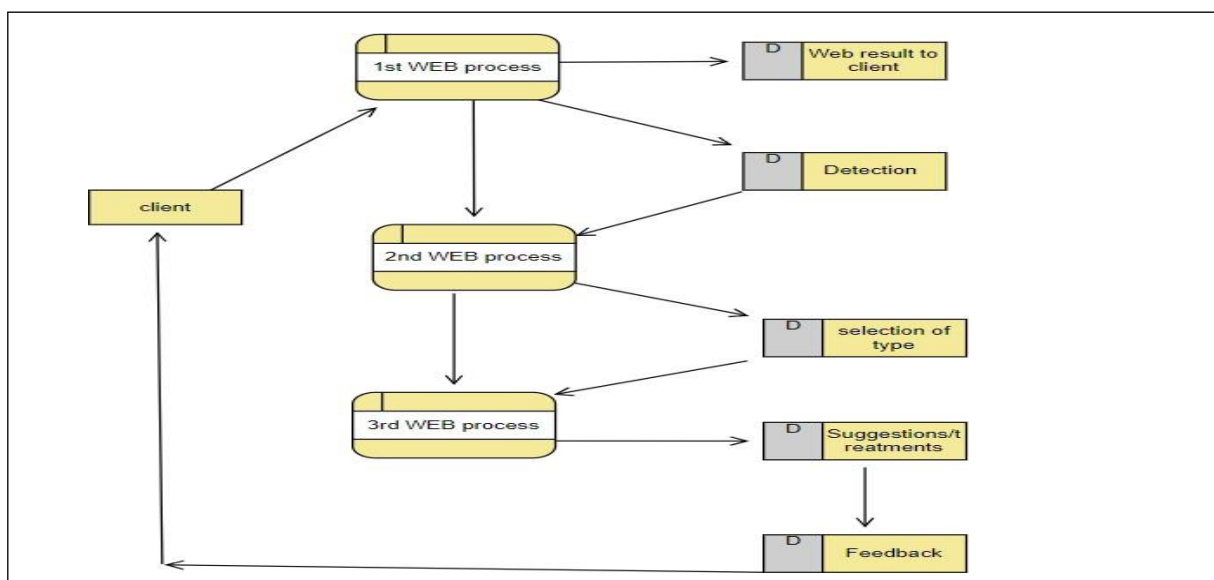 1st WEB process
D
Web result to
client
D
Detection
client
2nd WEB process
D
selection of
type
3rd WEB process
D
Suggestions/t
reatments
D
Feedback